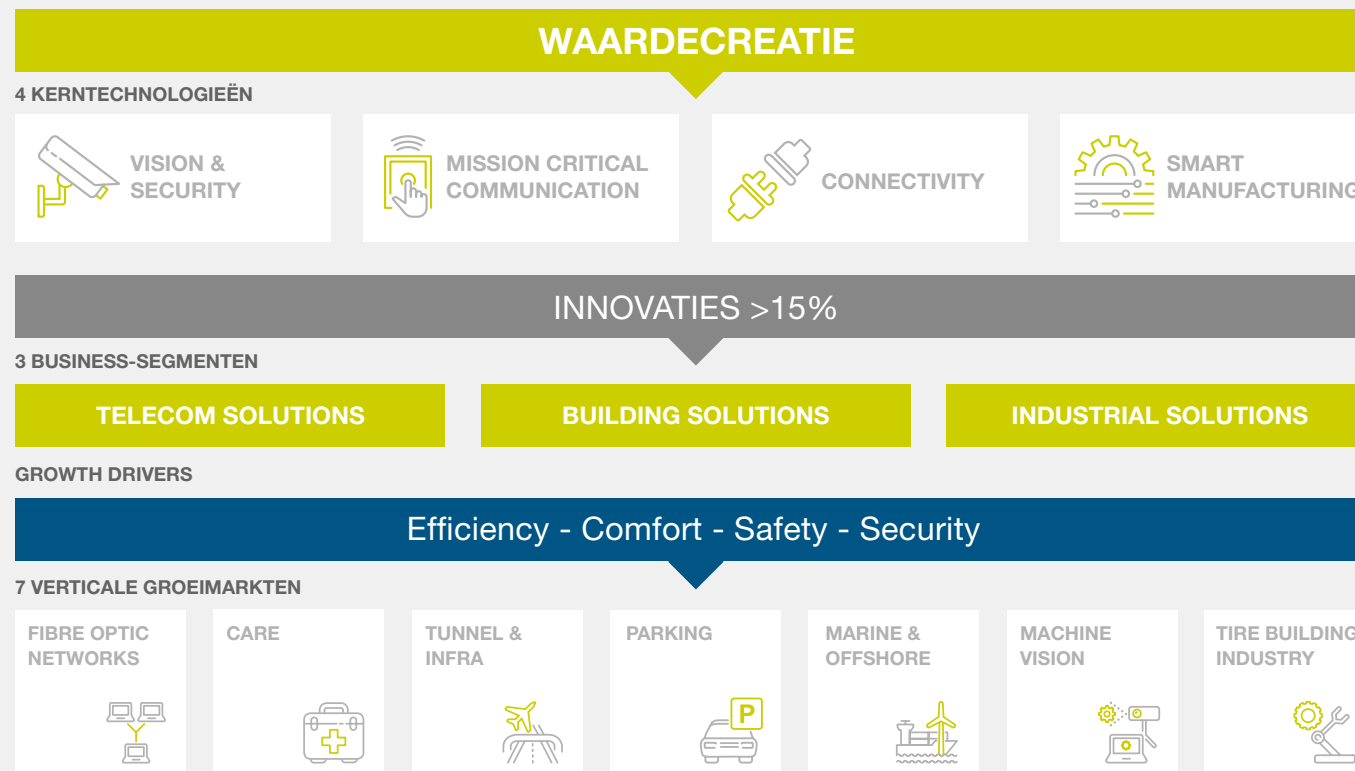 WAARDECREATIE
4 KERNTECHNOLOGIEËN
VISION &
SECURITY
MISSION CRITICAL
COMMUNICATION
CONNECTIVITY
SMART
MANUFACTURING
INNOVATIES >15%
3 BUSINESS-SEGMENTEN
TELECOM SOLUTIONS
BUILDING SOLUTIONS
INDUSTRIAL SOLUTIONS
GROWTH DRIVERS
Efficiency - Comfort - Safety - Security
7 VERTICALE GROEIMARKTEN
FIBRE OPTIC
NETWORKS
CARE
TUNNEL &
INFRA
PARKING
P
MARINE &
OFFSHORE
MACHINE
VISION
TIRE BUILDING
INDUSTRY